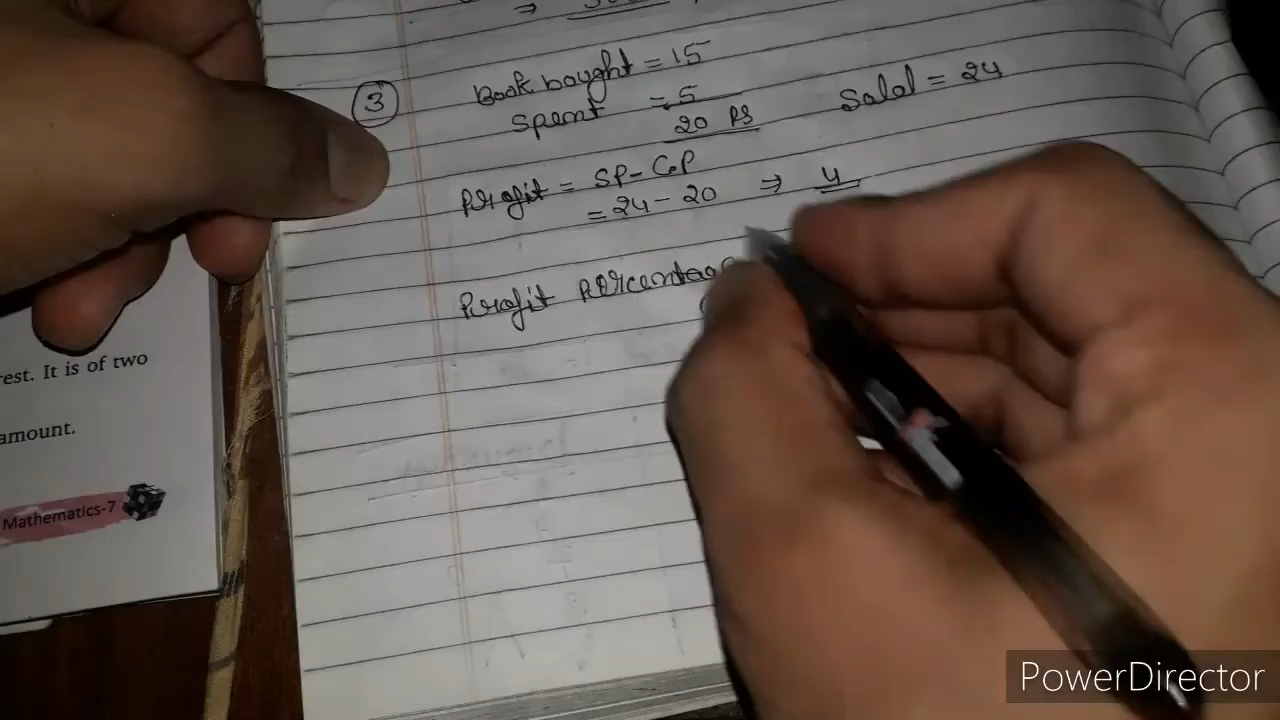 ⇒
③ Book bought = 15
Spent = 5 Sold = 24
20 Rs
Profit = SP - CP
= 24 - 20 ⇒ 4
Profit Percentag
rest. It is of two
amount.
Mathematics-7
PowerDirector